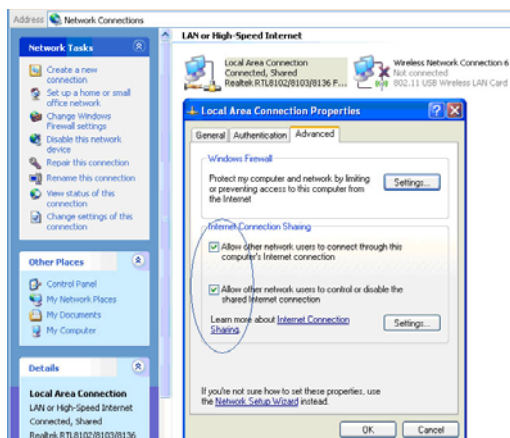 Address Network Connections
Network Tasks
Create a new
connection
Set up a home or small
office network
Change Windows
Firewall settings
Disable this network
device
Repair this connection
Rename this connection
View status of this
connection
Change settings of this
connection
Other Places
Control Panel
My Network Places
My Documents
My Computer
Details
Local Area Connection
LAN or High-Speed Internet
Connected, Shared
Realtek RTL8102/8103/8136
LAN or High-Speed Internet
Local Area Connection
Connected, Shared
Realtek RTL8102/8103/8136 F...
Wireless Network Connection 6
Not connected
802.11 USB Wireless LAN Card
Local Area Connection Properties
General Authentication Advanced
Windows Firewall
Protect my computer and network by limiting
or preventing access to this computer from
the Internet
Settings...
Internet Connection Sharing
Allow other network users to connect through this
computer's Internet connection
Allow other network users to control or disable the
shared Internet connection
Learn more about Internet Connection
Sharing.
Settings...
If you're not sure how to set these properties, use
the Network Setup Wizard instead.
OK Cancel